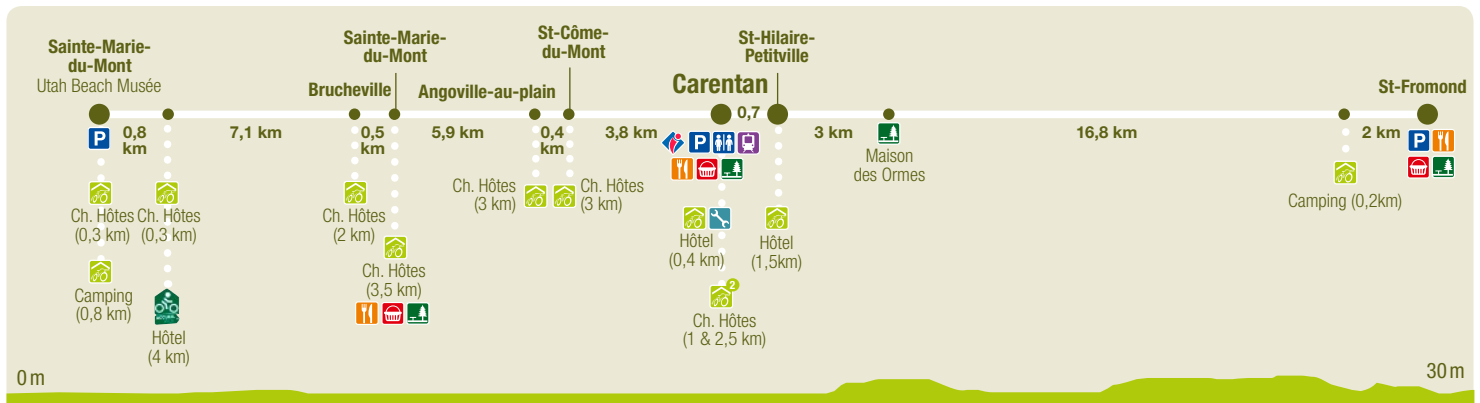 Sainte-Marie-
du-Mont
Utah Beach Musée
Brucheville
Sainte-Marie-
du-Mont
Angoville-au-plain
St-Côme-
du-Mont
Carentan
St-Hilaire-
Petitville
St-Fromond
0,8
km
7,1 km
0,5
km
5,9 km
0,4
km
3,8 km
0,7
3 km
16,8 km
2 km
P
P
P
Maison
des Ormes
Ch. Hôtes
(0,3 km)
Ch. Hôtes
(0,3 km)
Ch. Hôtes
(2 km)
Ch. Hôtes
(3,5 km)
Ch. Hôtes
(3 km)
Ch. Hôtes
(3 km)
Hôtel
(0,4 km)
Hôtel
(1,5km)
Camping (0,2km)
Camping
(0,8 km)
Hôtel
(4 km)
2
Ch. Hôtes
(1 & 2,5 km)
0 m
30 m